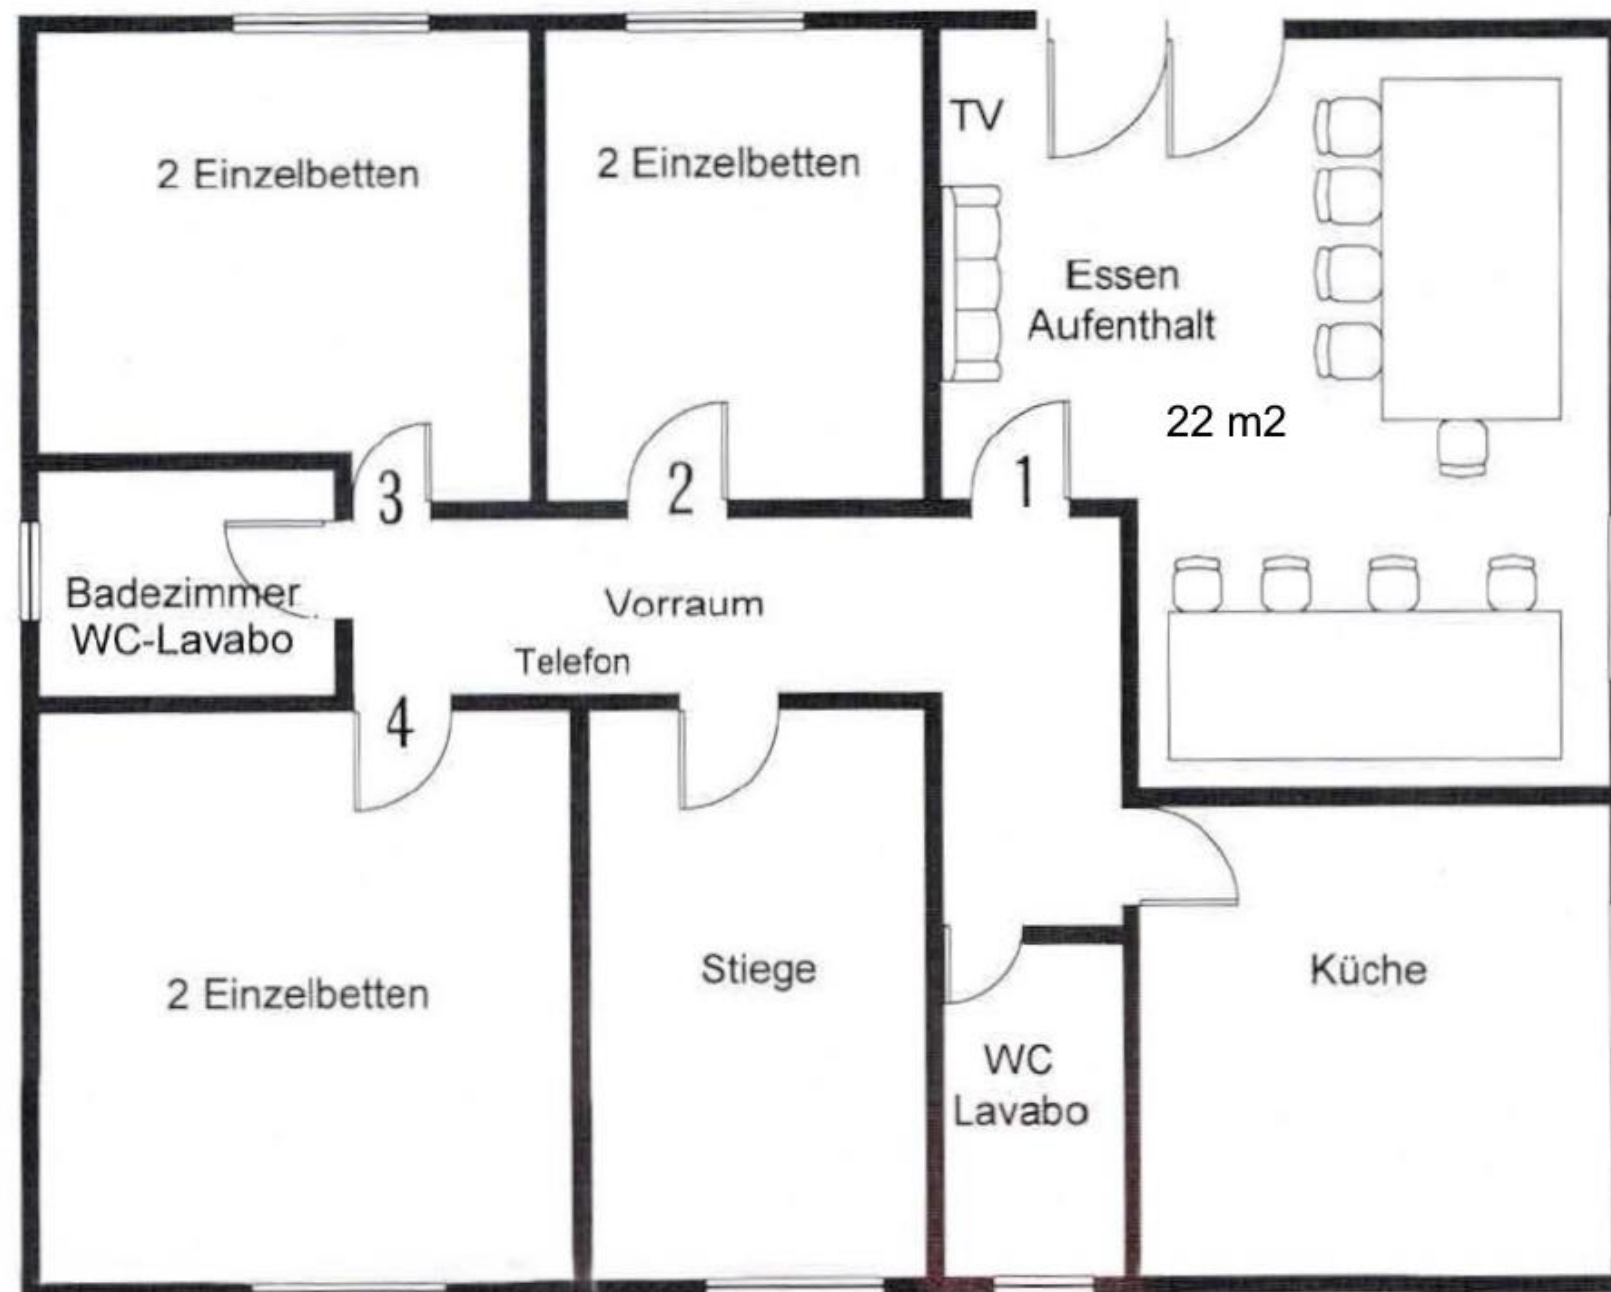 2 Einzelbetten
2 Einzelbetten
TV
Essen
Aufenthalt
22 m2
3
2
1
Badezimmer
WC-Lavabo
Vorraum
Telefon
4
2 Einzelbetten
Stiege
WC
Lavabo
Küche